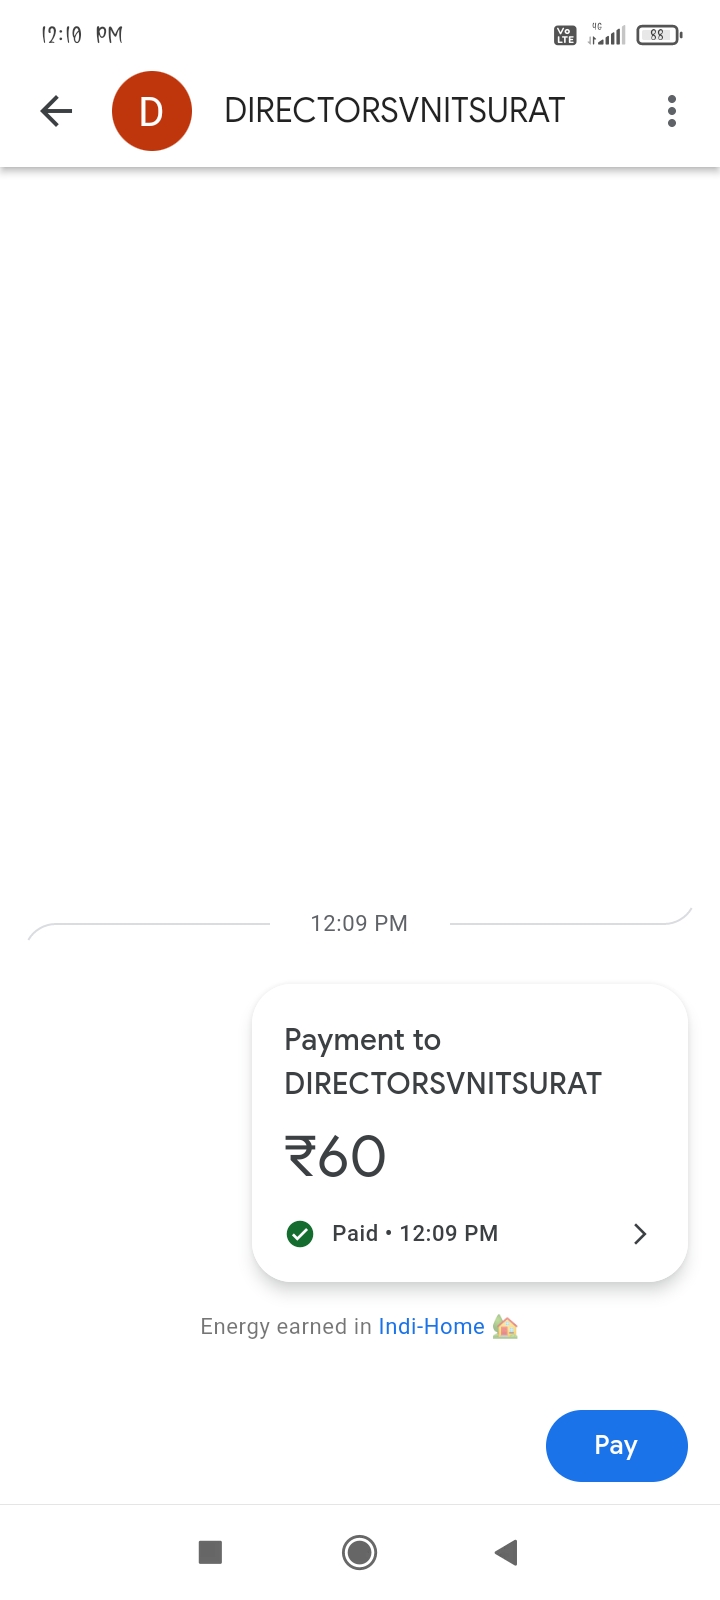 12:10 PM
Vo LTE 4G 88
D DIRECTORSVNITSURAT
12:09 PM
Payment to
DIRECTORSVNITSURAT
₹60
Paid • 12:09 PM
Energy earned in Indi-Home 🏡
Pay